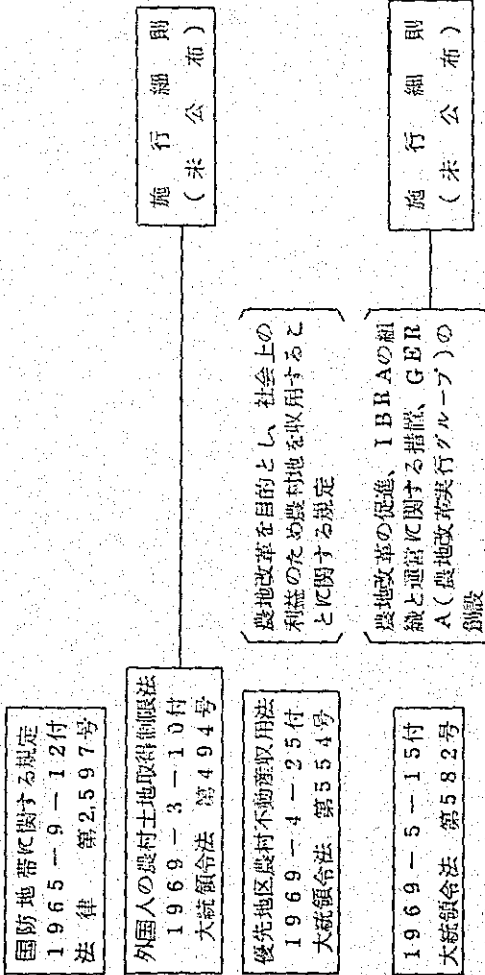 国防地帯に関する規定
1965－9－12付
法律 第2,597号
外国人の農村土地取得制限法
1969－3－10付
大統領令法 第494号
施行細則
（未公布）
優先地区農村不動産収用法
1969－4－25付
大統領令法 第554号
農地改革を目的とし、社会上の
利益のため農村地を収用するこ
とに関する規定
1969－5－15付
大統領令法 第582号
農地改革の促進、IBRAの組
織と運営に関する措置、GER
A（農地改革実行グループ）の
創設
施行細則
（未公布）